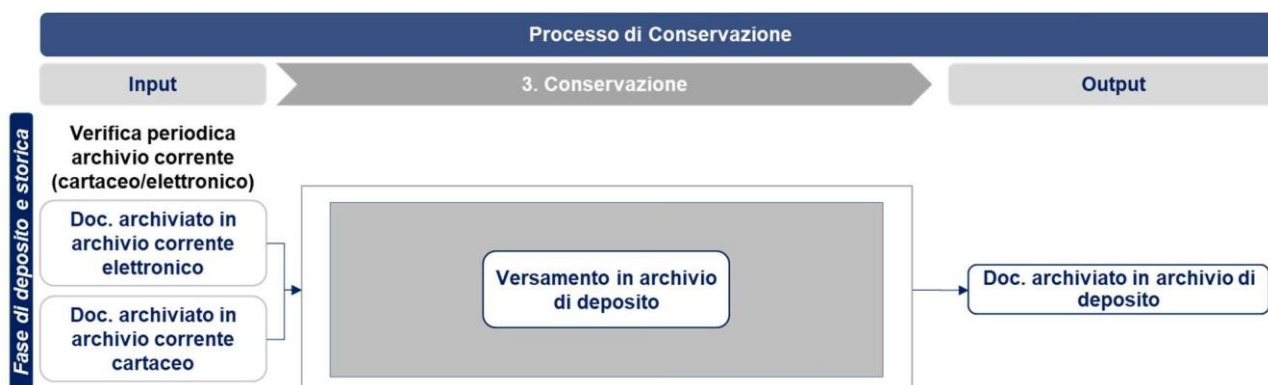 Processo di Conservazione
Input
3. Conservazione
Output
Fase di deposito e storica
Verifica periodica
archivio corrente
(cartaceo/elettronico)
Doc. archiviato in
archivio corrente
elettronico
Doc. archiviato in
archivio corrente
cartaceo
Versamento in archivio
di deposito
Doc. archiviato in archivio di
deposito